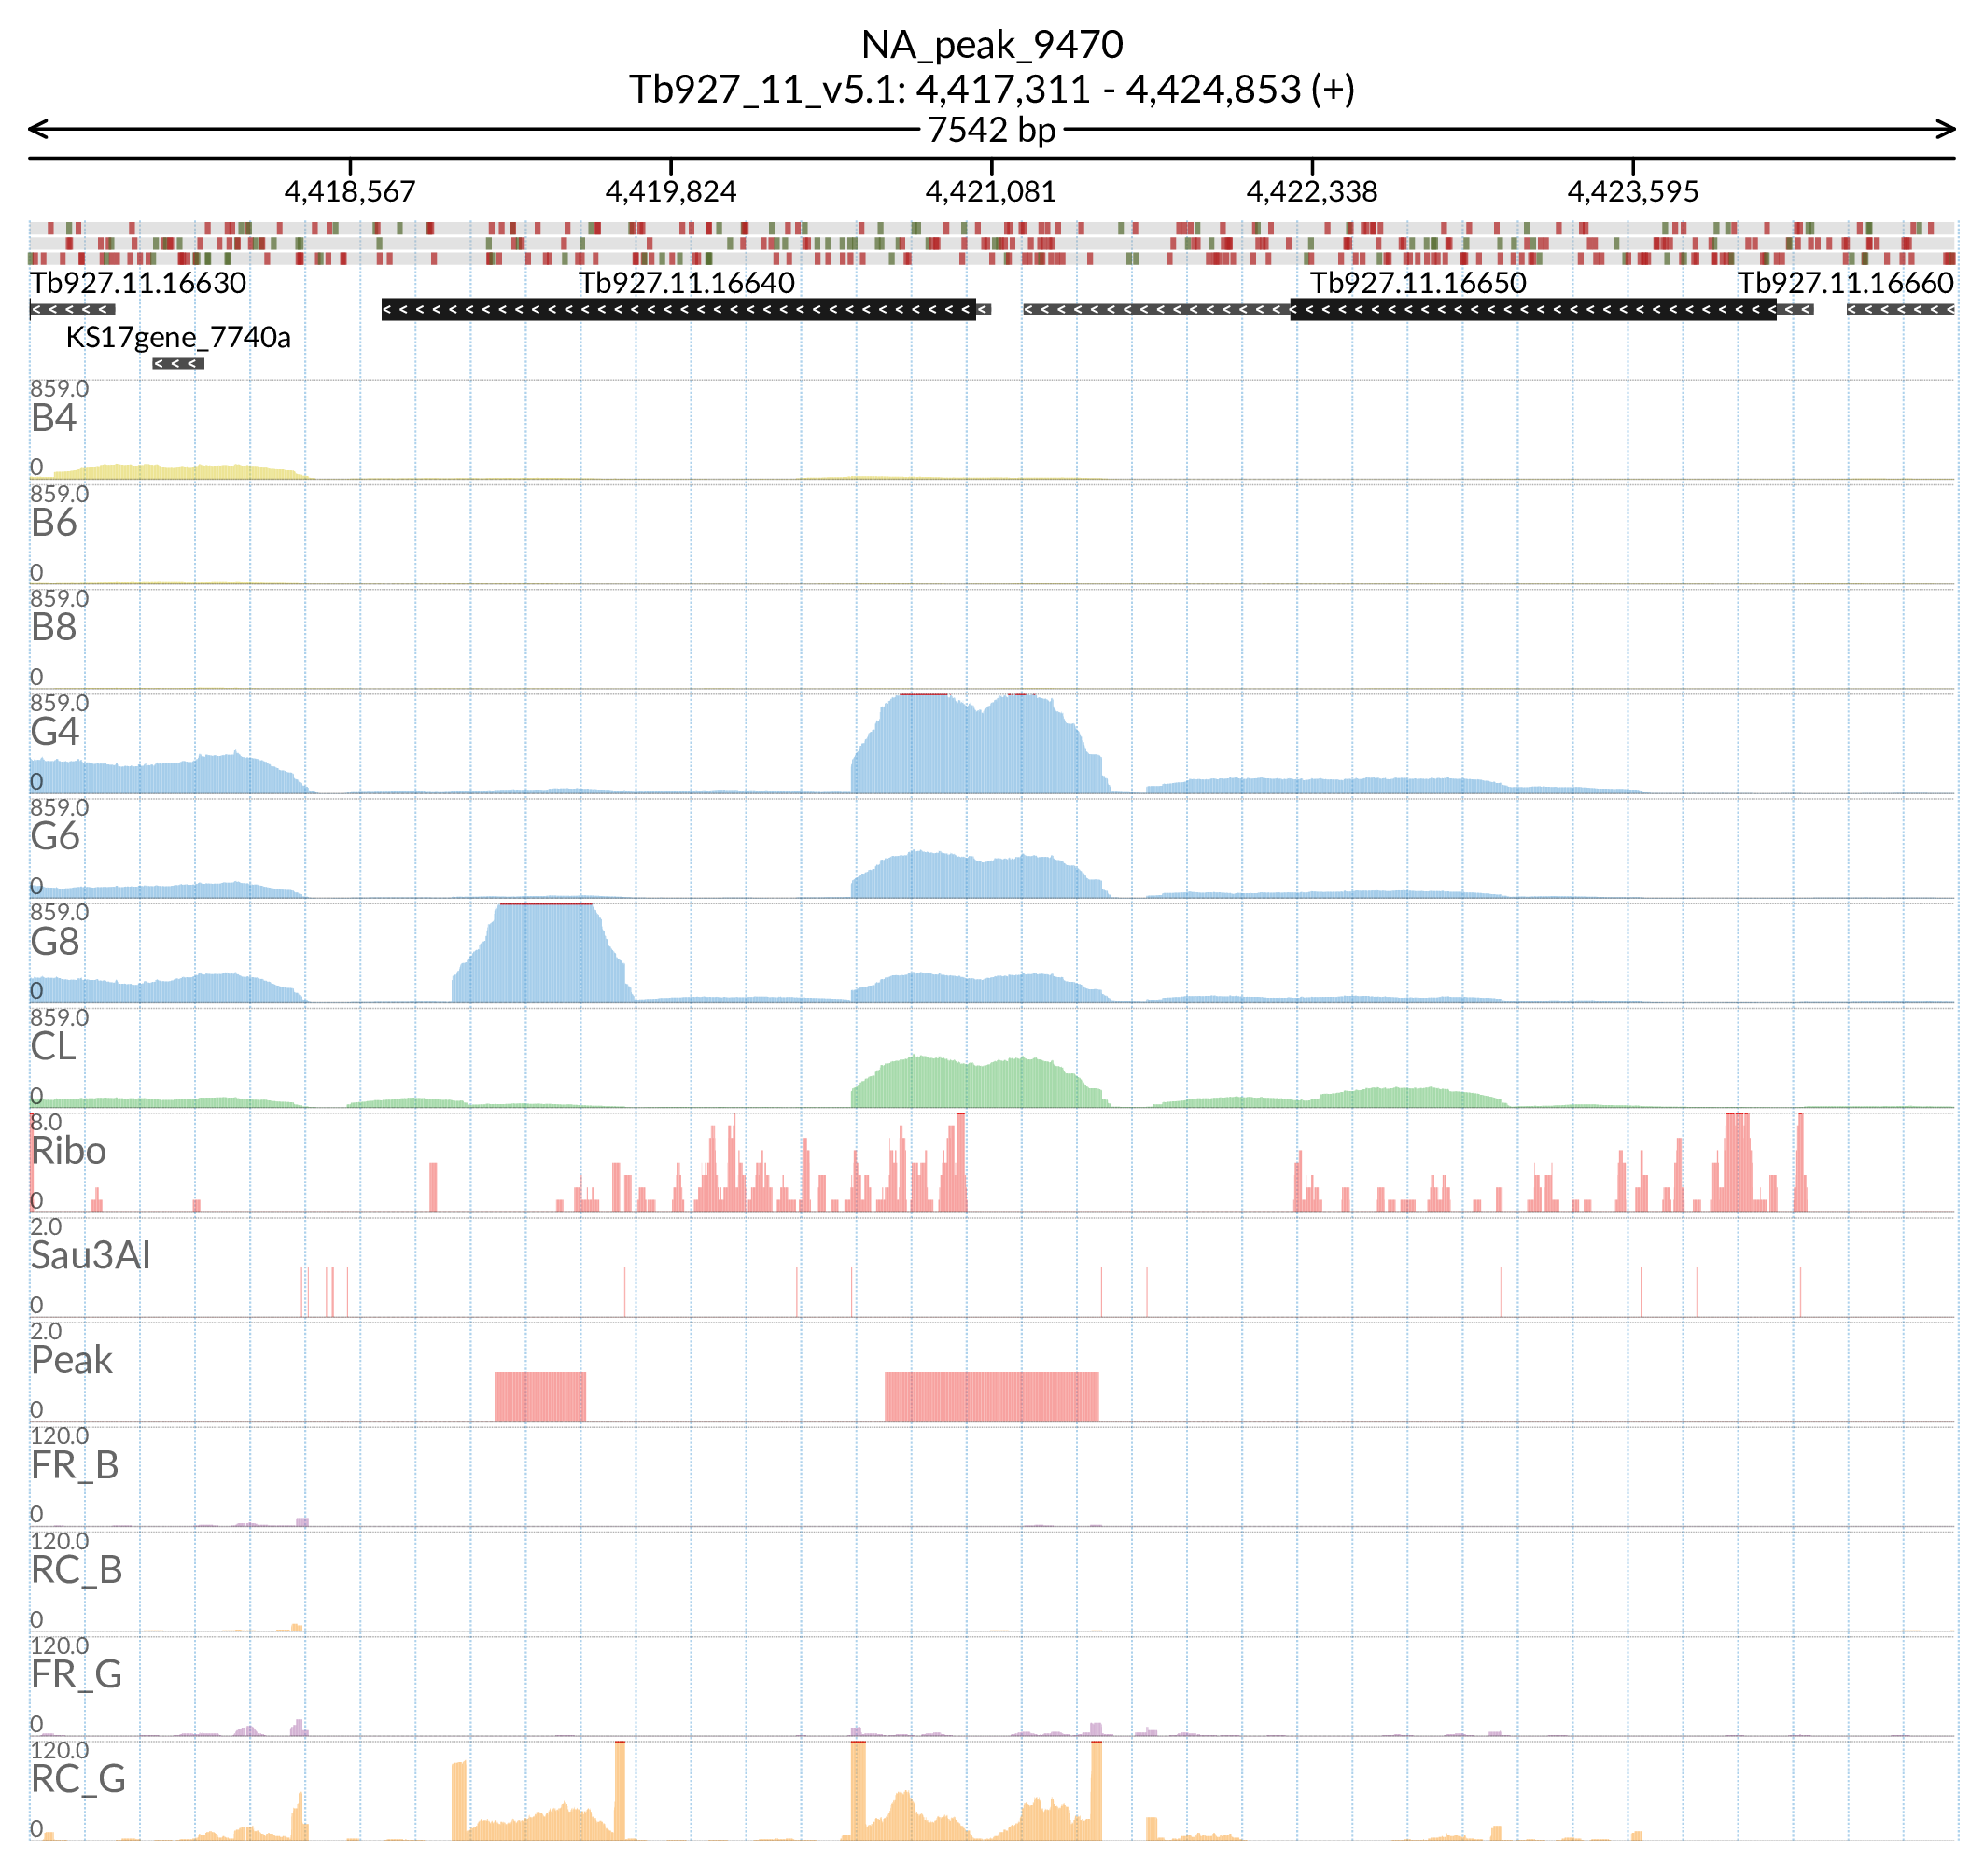 NA_peak_9470
Tb927_11_v5.1: 4,417,311 - 4,424,853 (+)
7542 bp
4,418,567 4,419,824 4,421,081 4,422,338 4,423,595
Tb927.11.16630 Tb927.11.16640 Tb927.11.16650 Tb927.11.16660
KS17gene_7740a
859.0
B4
0
859.0
B6
0
859.0
B8
0
859.0
G4
0
859.0
G6
0
859.0
G8
0
859.0
CL
0
8.0
Ribo
0
2.0
Sau3AI
0
2.0
Peak
0
120.0
FR_B
0
120.0
RC_B
0
120.0
FR_G
0
120.0
RC_G
0